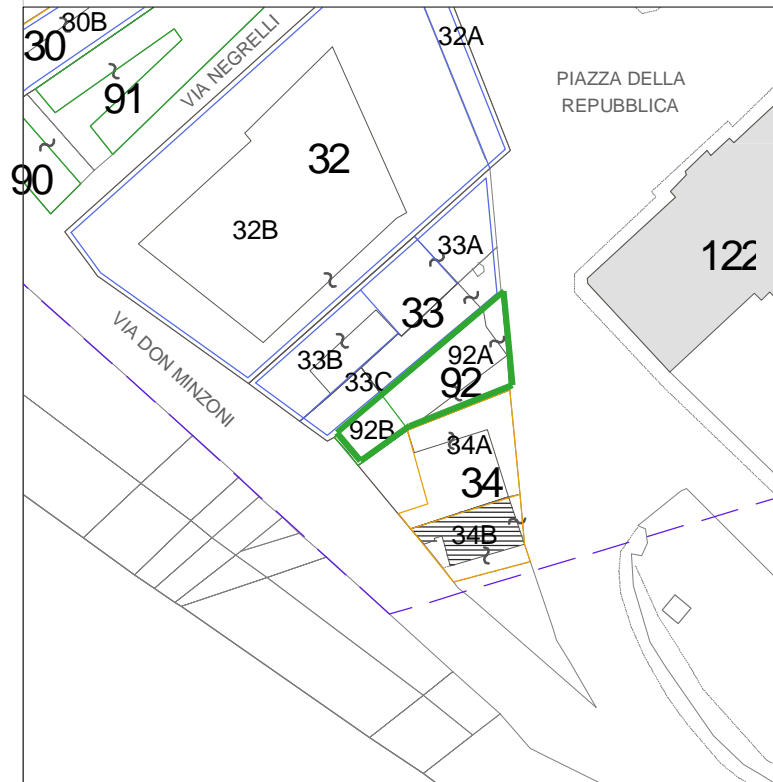 30B
30
91
VIA NEGRELLI
32A
PIAZZA DELLA
REPUBBLICA
90
32
32B
33A
122
33
VIA DON MINZONI
33B
33C
92A
92
92B
34A
34
34B